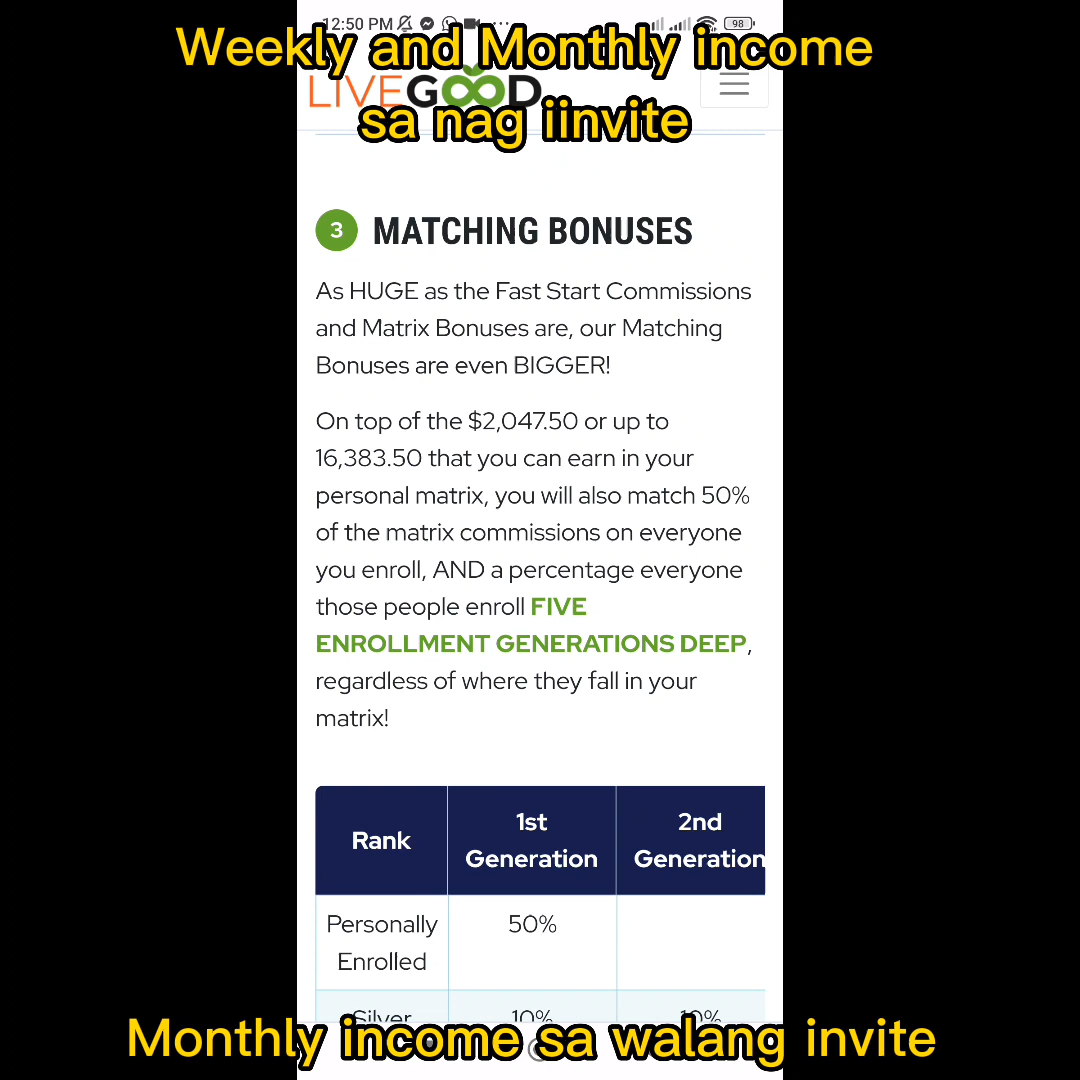 12:50 PM
98
Weekly and Monthly income
LIVEGOOD
sa nag iinvite
3 MATCHING BONUSES
As HUGE as the Fast Start Commissions
and Matrix Bonuses are, our Matching
Bonuses are even BIGGER!
On top of the $2,047.50 or up to
16,383.50 that you can earn in your
personal matrix, you will also match 50%
of the matrix commissions on everyone
you enroll, AND a percentage everyone
those people enroll FIVE
ENROLLMENT GENERATIONS DEEP,
regardless of where they fall in your
matrix!
Rank
1st
Generation
2nd
Generation
Personally
Enrolled
50%
Silver 10% 10%
Monthly income sa walang invite